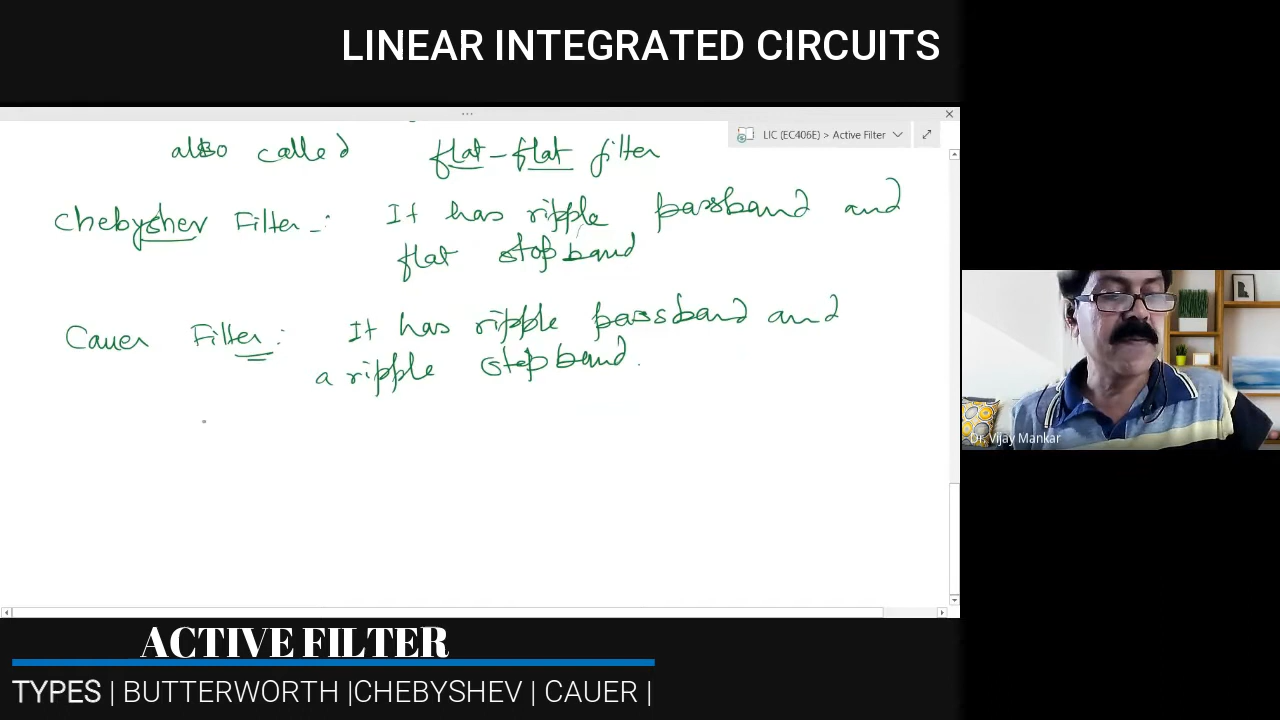 LINEAR INTEGRATED CIRCUITS
LIC (EC406E) > Active Filter
also called flat-flat filter
Chebyshev Filter :- It has ripple passband and
flat stopband
Cauer Filter : It has ripple passband and
a ripple stopband.
Dr. Vijay Mankar
ACTIVE FILTER
TYPES | BUTTERWORTH |CHEBYSHEV | CAUER |